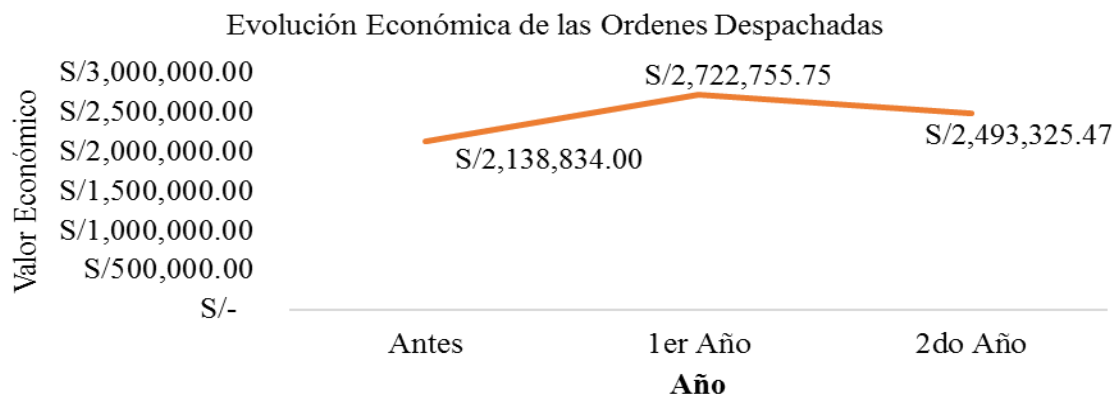 Evolución Económica de las Ordenes Despachadas
Valor Económico
S/3,000,000.00
S/2,500,000.00
S/2,000,000.00
S/1,500,000.00
S/1,000,000.00
S/500,000.00
S/-
S/2,138,834.00
S/2,722,755.75
S/2,493,325.47
Antes
1er Año
2do Año
Año